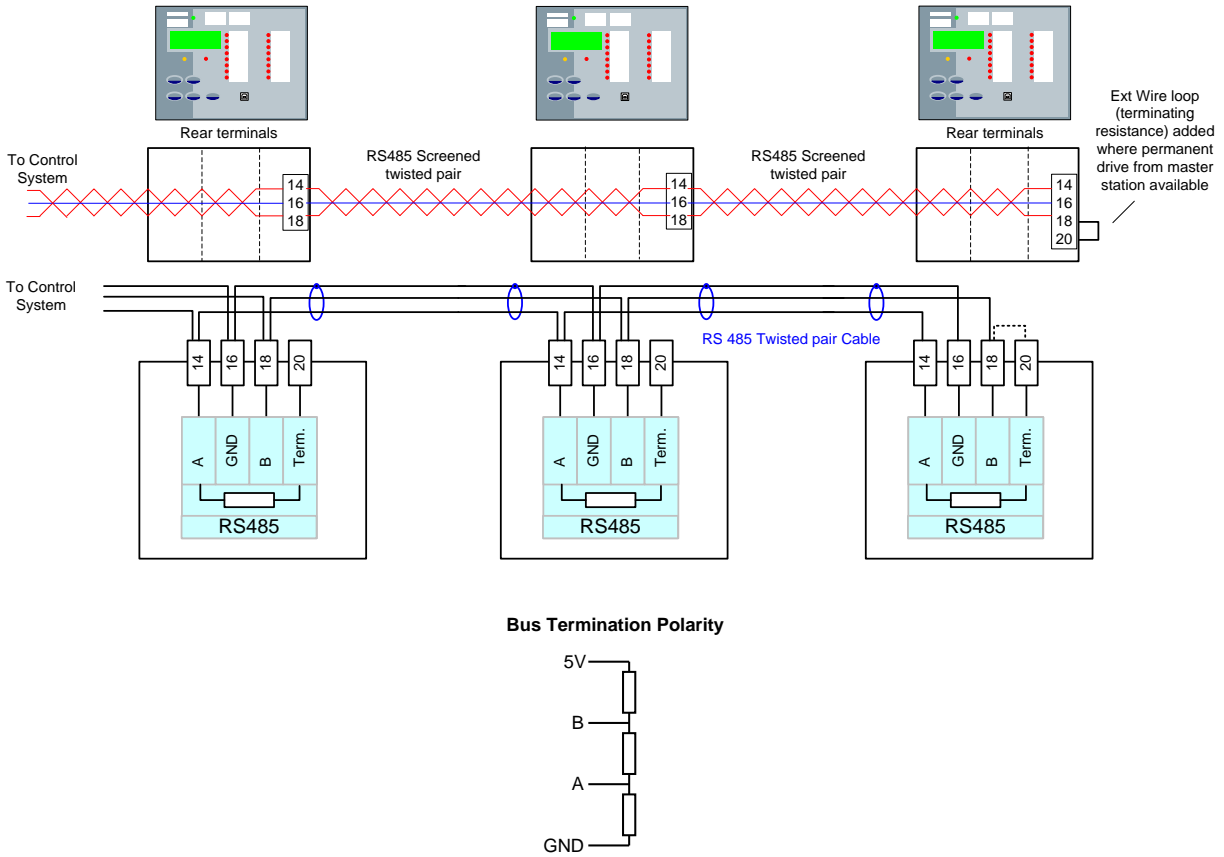 Rear terminals
Rear terminals
Ext Wire loop
(terminating
resistance) added
where permanent
drive from master
station available
To Control
System
RS485 Screened
twisted pair
RS485 Screened
twisted pair
14
16
18
14
16
18
14
16
18
20
To Control
System
RS 485 Twisted pair Cable
14
16
18
20
14
16
18
20
14
16
18
20
A
GND
B
Term.
A
GND
B
Term.
A
GND
B
Term.
RS485
RS485
RS485
Bus Termination Polarity
5V
B
A
GND